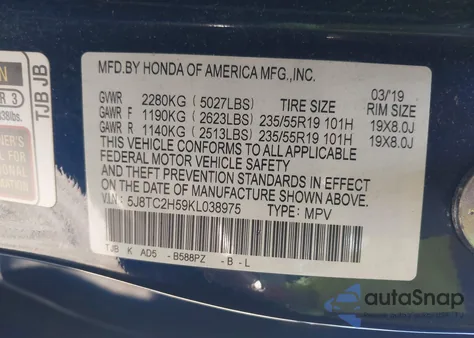 MFD. BY HONDA OF AMERICA MFG., INC.
03/'19
GVWR 2280KG (5027LBS) TIRE SIZE RIM SIZE
GAWR F 1190KG (2623LBS) 235/55R19 101H 19X8.0J
GAWR R 1140KG (2513LBS) 235/55R19 101H 19X8.0J
THIS VEHICLE CONFORMS TO ALL APPLICABLE
FEDERAL MOTOR VEHICLE SAFETY
AND THEFT PREVENTION STANDARDS IN EFFECT
ON THE DATE OF MANUFACTURE SHOWN ABOVE.
VIN: 5J8TC2H59KL038975 TYPE: MPV
TJB K AD5 -B588PZ -B-L
TJB JB
R 3
autoSnap